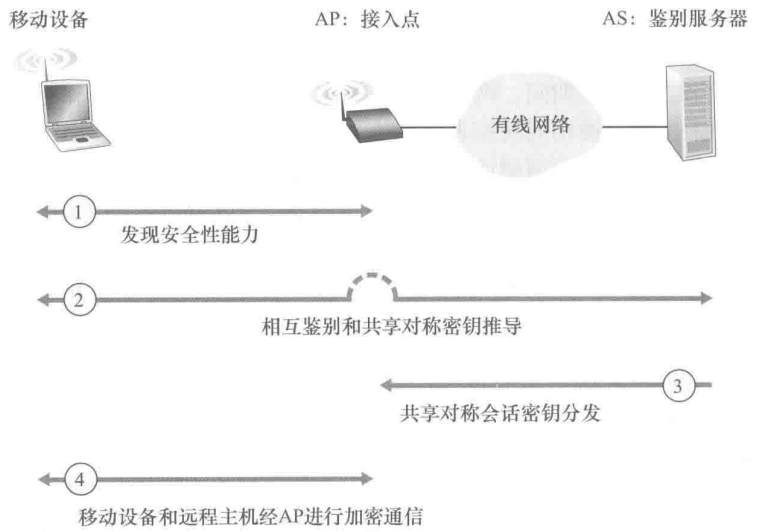 移动设备
AP：接入点
AS：鉴别服务器
有线网络
1
发现安全性能力
2
相互鉴别和共享对称密钥推导
3
共享对称会话密钥分发
4
移动设备和远程主机经AP进行加密通信